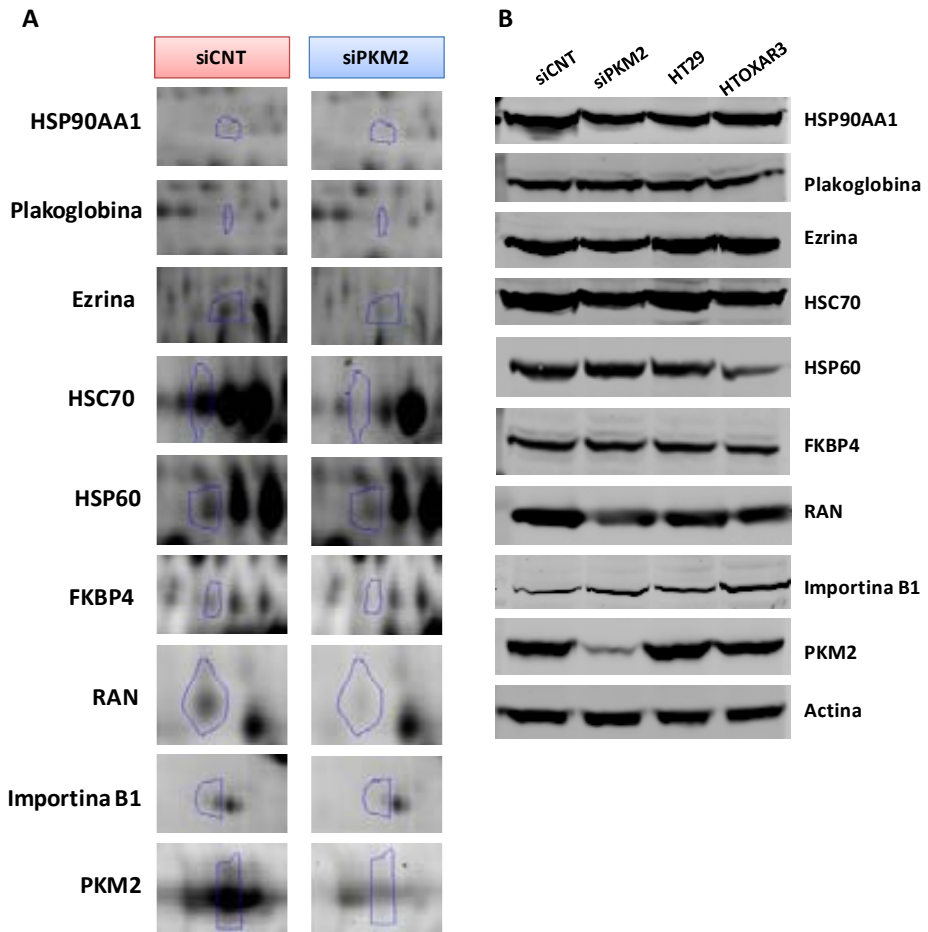 A
siCNT
siPKM2
HSP90AA1
Plakoglobina
Ezrina
HSC70
HSP60
FKBP4
RAN
Importina B1
PKM2
B
siCNT
siPKM2
HT29
HTOXAR3
HSP90AA1
Plakoglobina
Ezrina
HSC70
HSP60
FKBP4
RAN
Importina B1
PKM2
Actina